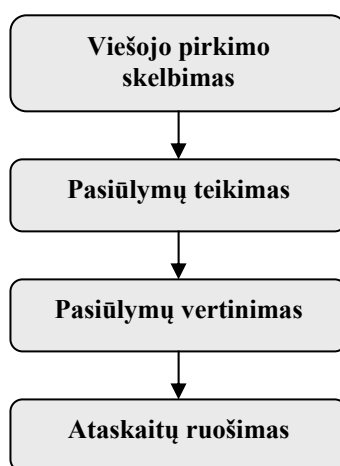 Viešojo pirkimo
skelbimas
Pasiūlymų teikimas
Pasiūlymų vertinimas
Ataskaitų ruošimas